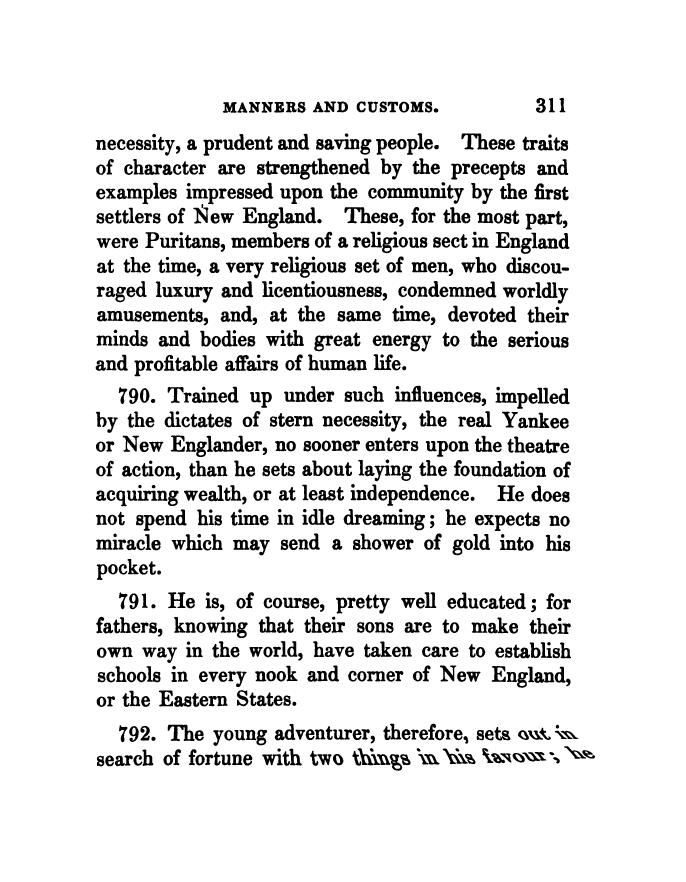 MANNERS AND CUSTOMS. 311
necessity, a prudent and saving people. These traits
of character are strengthened by the precepts and
examples impressed upon the community by the first
settlers of New England. These, for the most part,
were Puritans, members of a religious sect in England
at the time, a very religious set of men, who discou-
raged luxury and licentiousness, condemned worldly
amusements, and, at the same time, devoted their
minds and bodies with great energy to the serious
and profitable affairs of human life.
790. Trained up under such influences, impelled
by the dictates of stern necessity, the real Yankee
or New Englander, no sooner enters upon the theatre
of action, than he sets about laying the foundation of
acquiring wealth, or at least independence. He does
not spend his time in idle dreaming; he expects no
miracle which may send a shower of gold into his
pocket.
791. He is, of course, pretty well educated; for
fathers, knowing that their sons are to make their
own way in the world, have taken care to establish
schools in every nook and corner of New England,
or the Eastern States.
792. The young adventurer, therefore, sets out in
search of fortune with two things in his favour; he